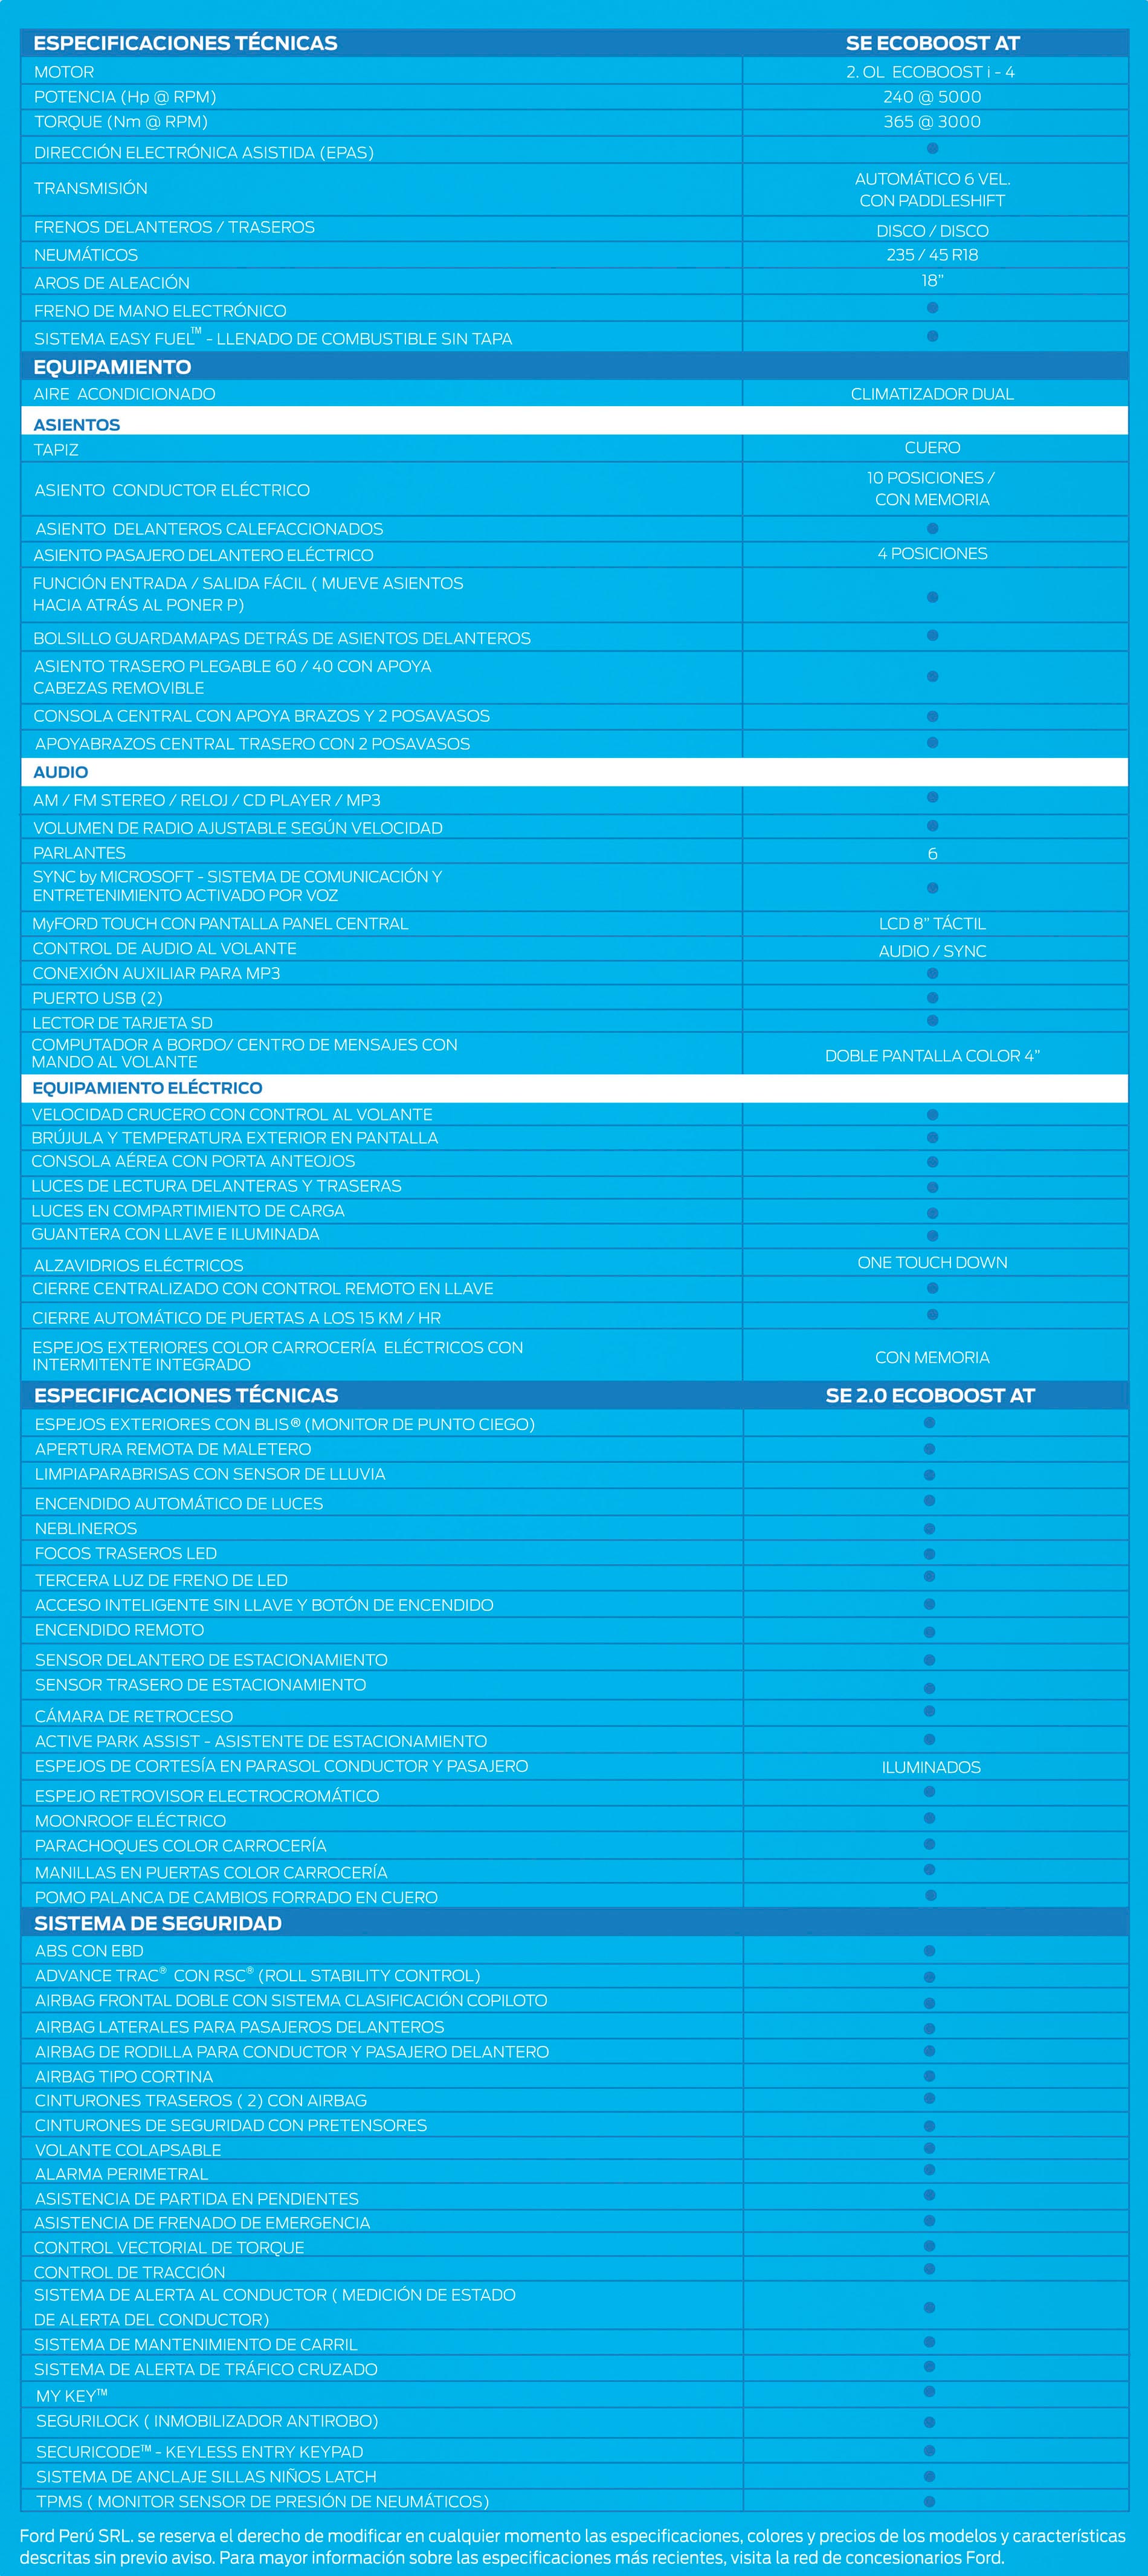 ESPECIFICACIONES TÉCNICAS SE ECOBOOST AT
MOTOR 2. OL ECOBOOST i - 4
POTENCIA (Hp @ RPM) 240 @ 5000
TORQUE (Nm @ RPM) 365 @ 3000
DIRECCIÓN ELECTRÓNICA ASISTIDA (EPAS) ●
TRANSMISIÓN AUTOMÁTICO 6 VEL.
CON PADDLESHIFT
FRENOS DELANTEROS / TRASEROS DISCO / DISCO
NEUMÁTICOS 235 / 45 R18
AROS DE ALEACIÓN 18”
FRENO DE MANO ELECTRÓNICO ●
SISTEMA EASY FUEL™ - LLENADO DE COMBUSTIBLE SIN TAPA ●
EQUIPAMIENTO
AIRE ACONDICIONADO CLIMATIZADOR DUAL
ASIENTOS
TAPIZ CUERO
ASIENTO CONDUCTOR ELÉCTRICO 10 POSICIONES /
CON MEMORIA
ASIENTO DELANTEROS CALEFACCIONADOS ●
ASIENTO PASAJERO DELANTERO ELÉCTRICO 4 POSICIONES
FUNCIÓN ENTRADA / SALIDA FÁCIL ( MUEVE ASIENTOS
HACIA ATRÁS AL PONER P) ●
BOLSILLO GUARDAMAPAS DETRÁS DE ASIENTOS DELANTEROS ●
ASIENTO TRASERO PLEGABLE 60 / 40 CON APOYA
CABEZAS REMOVIBLE ●
CONSOLA CENTRAL CON APOYA BRAZOS Y 2 POSAVASOS ●
APOYABRAZOS CENTRAL TRASERO CON 2 POSAVASOS ●
AUDIO
AM / FM STEREO / RELOJ / CD PLAYER / MP3 ●
VOLUMEN DE RADIO AJUSTABLE SEGÚN VELOCIDAD ●
PARLANTES 6
SYNC by MICROSOFT - SISTEMA DE COMUNICACIÓN Y
ENTRETENIMIENTO ACTIVADO POR VOZ ●
MyFORD TOUCH CON PANTALLA PANEL CENTRAL LCD 8” TÁCTIL
CONTROL DE AUDIO AL VOLANTE AUDIO / SYNC
CONEXIÓN AUXILIAR PARA MP3 ●
PUERTO USB (2) ●
LECTOR DE TARJETA SD ●
COMPUTADOR A BORDO/ CENTRO DE MENSAJES CON
MANDO AL VOLANTE DOBLE PANTALLA COLOR 4”
EQUIPAMIENTO ELÉCTRICO
VELOCIDAD CRUCERO CON CONTROL AL VOLANTE ●
BRÚJULA Y TEMPERATURA EXTERIOR EN PANTALLA ●
CONSOLA AÉREA CON PORTA ANTEOJOS ●
LUCES DE LECTURA DELANTERAS Y TRASERAS ●
LUCES EN COMPARTIMIENTO DE CARGA ●
GUANTERA CON LLAVE E ILUMINADA ●
ALZAVIDRIOS ELÉCTRICOS ONE TOUCH DOWN
CIERRE CENTRALIZADO CON CONTROL REMOTO EN LLAVE ●
CIERRE AUTOMÁTICO DE PUERTAS A LOS 15 KM / HR ●
ESPEJOS EXTERIORES COLOR CARROCERÍA ELÉCTRICOS CON
INTERMITENTE INTEGRADO CON MEMORIA
ESPECIFICACIONES TÉCNICAS SE 2.0 ECOBOOST AT
ESPEJOS EXTERIORES CON BLIS® (MONITOR DE PUNTO CIEGO) ●
APERTURA REMOTA DE MALETERO ●
LIMPIAPARABRISAS CON SENSOR DE LLUVIA ●
ENCENDIDO AUTOMÁTICO DE LUCES ●
NEBLINEROS ●
FOCOS TRASEROS LED ●
TERCERA LUZ DE FRENO DE LED ●
ACCESO INTELIGENTE SIN LLAVE Y BOTÓN DE ENCENDIDO ●
ENCENDIDO REMOTO ●
SENSOR DELANTERO DE ESTACIONAMIENTO ●
SENSOR TRASERO DE ESTACIONAMIENTO ●
CÁMARA DE RETROCESO ●
ACTIVE PARK ASSIST - ASISTENTE DE ESTACIONAMIENTO ●
ESPEJOS DE CORTESÍA EN PARASOL CONDUCTOR Y PASAJERO ILUMINADOS
ESPEJO RETROVISOR ELECTROCROMÁTICO ●
MOONROOF ELÉCTRICO ●
PARACHOQUES COLOR CARROCERÍA ●
MANILLAS EN PUERTAS COLOR CARROCERÍA ●
POMO PALANCA DE CAMBIOS FORRADO EN CUERO ●
SISTEMA DE SEGURIDAD
ABS CON EBD ●
ADVANCE TRAC® CON RSC® (ROLL STABILITY CONTROL) ●
AIRBAG FRONTAL DOBLE CON SISTEMA CLASIFICACIÓN COPILOTO ●
AIRBAG LATERALES PARA PASAJEROS DELANTEROS ●
AIRBAG DE RODILLA PARA CONDUCTOR Y PASAJERO DELANTERO ●
AIRBAG TIPO CORTINA ●
CINTURONES TRASEROS ( 2) CON AIRBAG ●
CINTURONES DE SEGURIDAD CON PRETENSORES ●
VOLANTE COLAPSABLE ●
ALARMA PERIMETRAL ●
ASISTENCIA DE PARTIDA EN PENDIENTES ●
ASISTENCIA DE FRENADO DE EMERGENCIA ●
CONTROL VECTORIAL DE TORQUE ●
CONTROL DE TRACCIÓN ●
SISTEMA DE ALERTA AL CONDUCTOR ( MEDICIÓN DE ESTADO
DE ALERTA DEL CONDUCTOR) ●
SISTEMA DE MANTENIMIENTO DE CARRIL ●
SISTEMA DE ALERTA DE TRÁFICO CRUZADO ●
MY KEY™ ●
SEGURILOCK ( INMOBILIZADOR ANTIROBO) ●
SECURICODE™ - KEYLESS ENTRY KEYPAD ●
SISTEMA DE ANCLAJE SILLAS NIÑOS LATCH ●
TPMS ( MONITOR SENSOR DE PRESIÓN DE NEUMÁTICOS) ●
Ford Perú SRL. se reserva el derecho de modificar en cualquier momento las especificaciones, colores y precios de los modelos y características
descritas sin previo aviso. Para mayor información sobre las especificaciones más recientes, visita la red de concesionarios Ford.